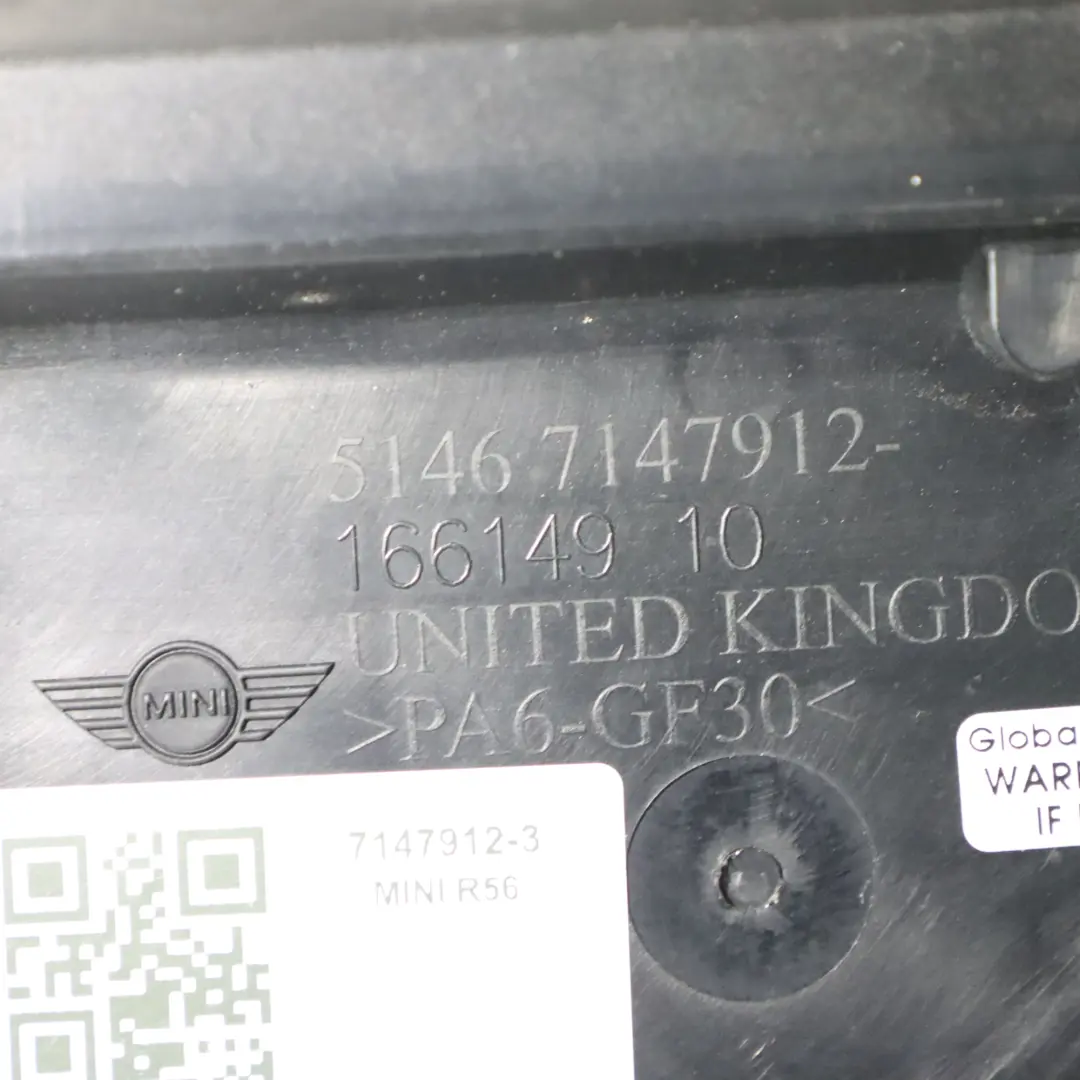 5146 7147912-
166149 10
UNITED KINGDO
>PA6-GF30<
MINI
Globa
WAR
IF
7147912-3
MINI R56